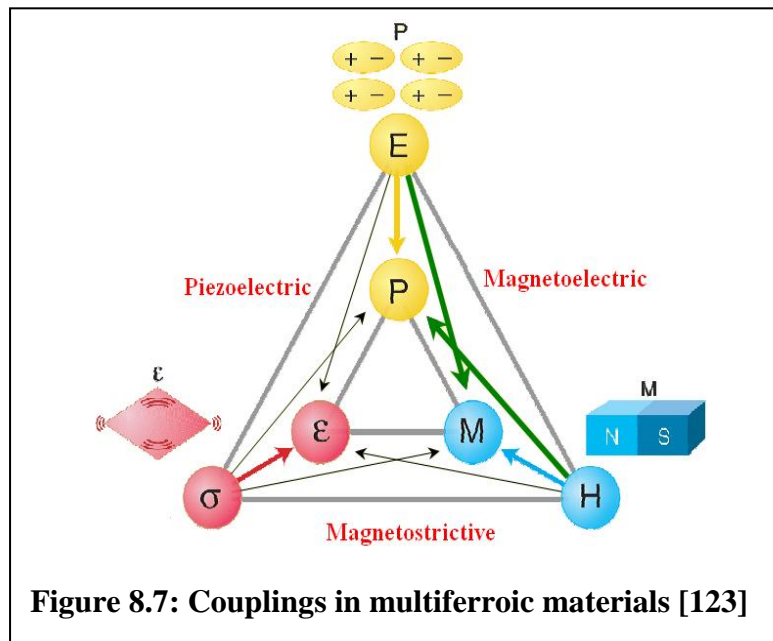 P
+ − + −
+ − + −
E
P
Piezoelectric
Magnetoelectric
ε
M
ε
M
N S
σ
H
Magnetostrictive
Figure 8.7: Couplings in multiferroic materials [123]